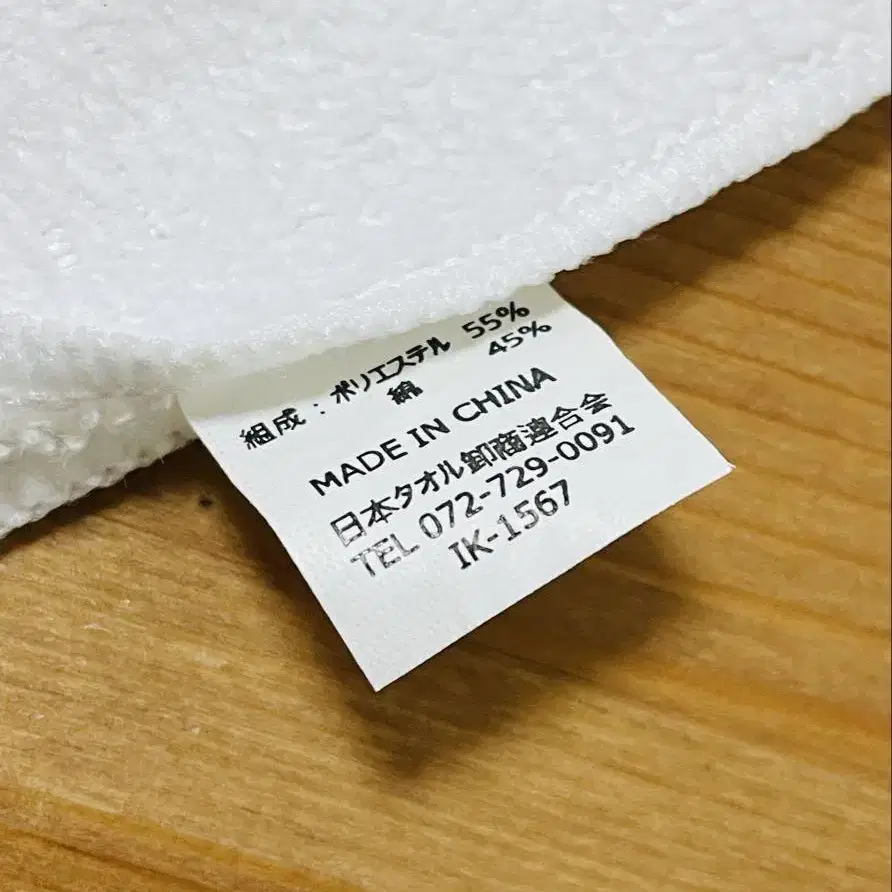 組成：ポリエステル 55%
綿 45%
MADE IN CHINA
日本タオル卸商連合会
TEL 072-729-0091
IK-1567